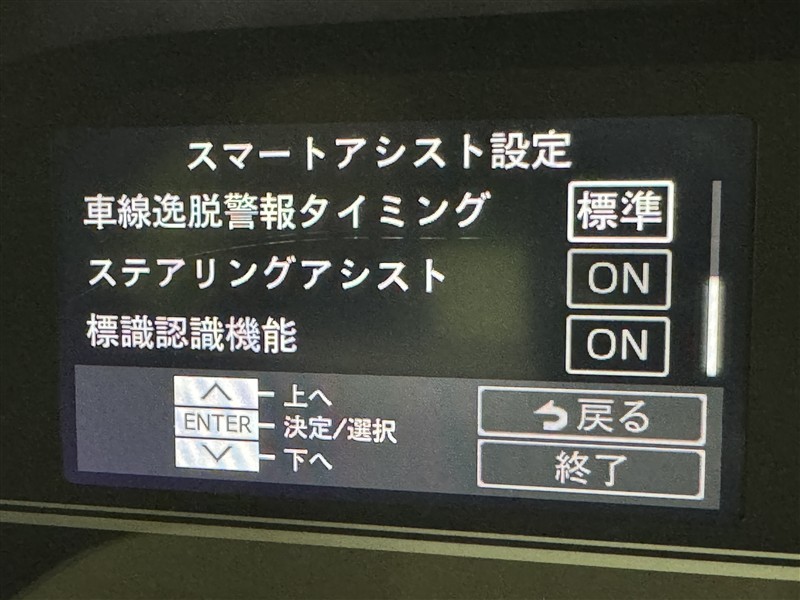 スマートアシスト設定
車線逸脱警報タイミング 標準
ステアリングアシスト ON
標識認識機能 ON
上へ
ENTER 決定/選択
下へ
戻る
終了